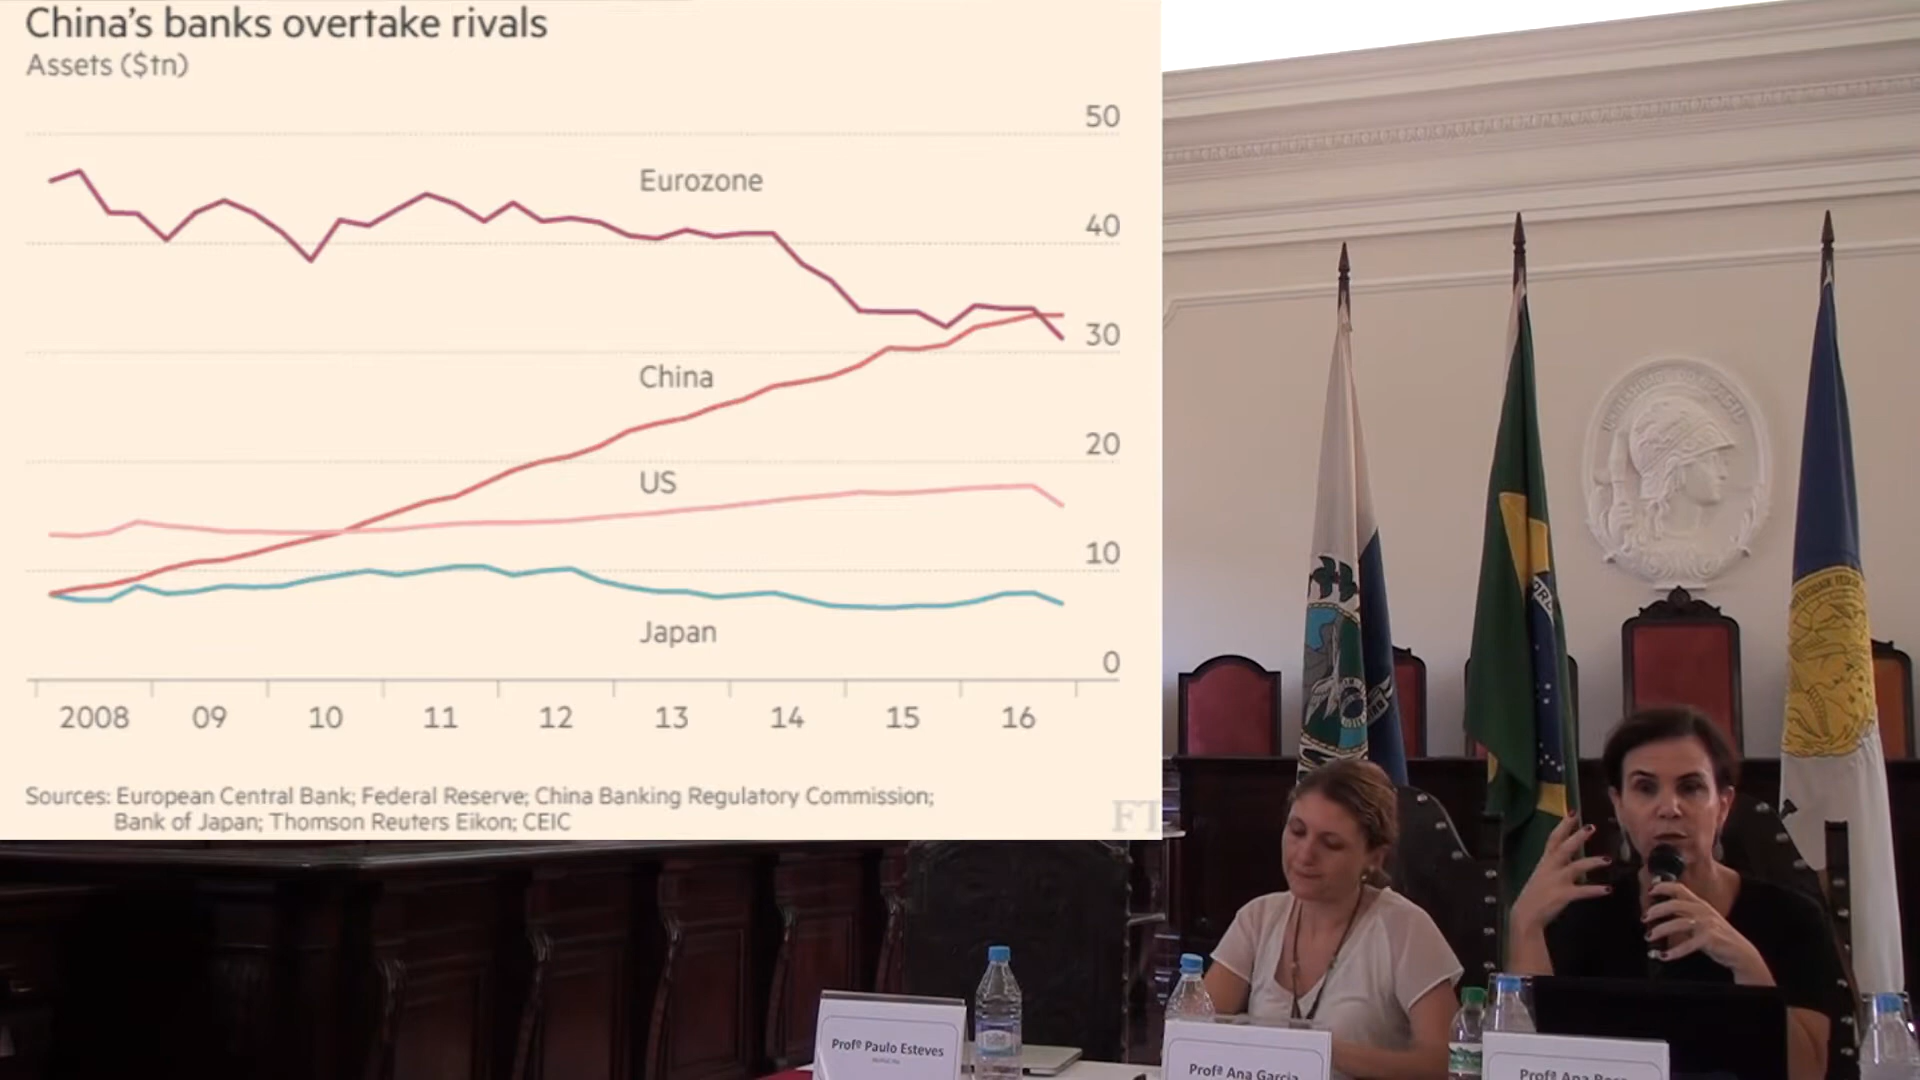 China's banks overtake rivals
Assets ($tn)
50
Eurozone
40
30
China
20
US
10
Japan
0
2008 09 10 11 12 13 14 15 16
Sources: European Central Bank; Federal Reserve; China Banking Regulatory Commission;
Bank of Japan; Thomson Reuters Eikon; CEIC
FT
Profº Paulo Esteves
Profª Ana Garcia
Profª Ana